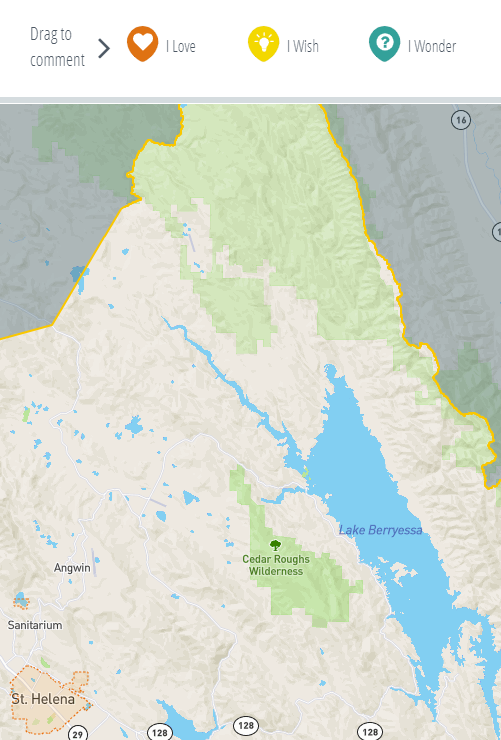 Drag to
comment
I Love
I Wish
I Wonder
16
Lake Berryessa
Cedar Roughs
Wilderness
Angwin
Sanitarium
St. Helena
29
128
128
128